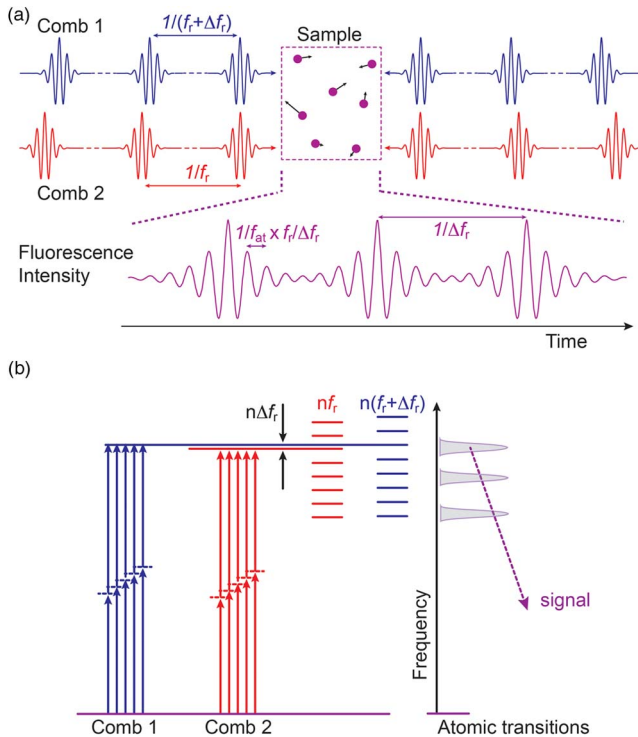 (a)
Comb 1
1/(fr+Δfr)
Sample
1/fr
Comb 2
1/fat x fr/Δfr
1/Δfr
Fluorescence
Intensity
Time
(b)
nΔfr
nfr
n(fr+Δfr)
Frequency
signal
Comb 1
Comb 2
Atomic transitions